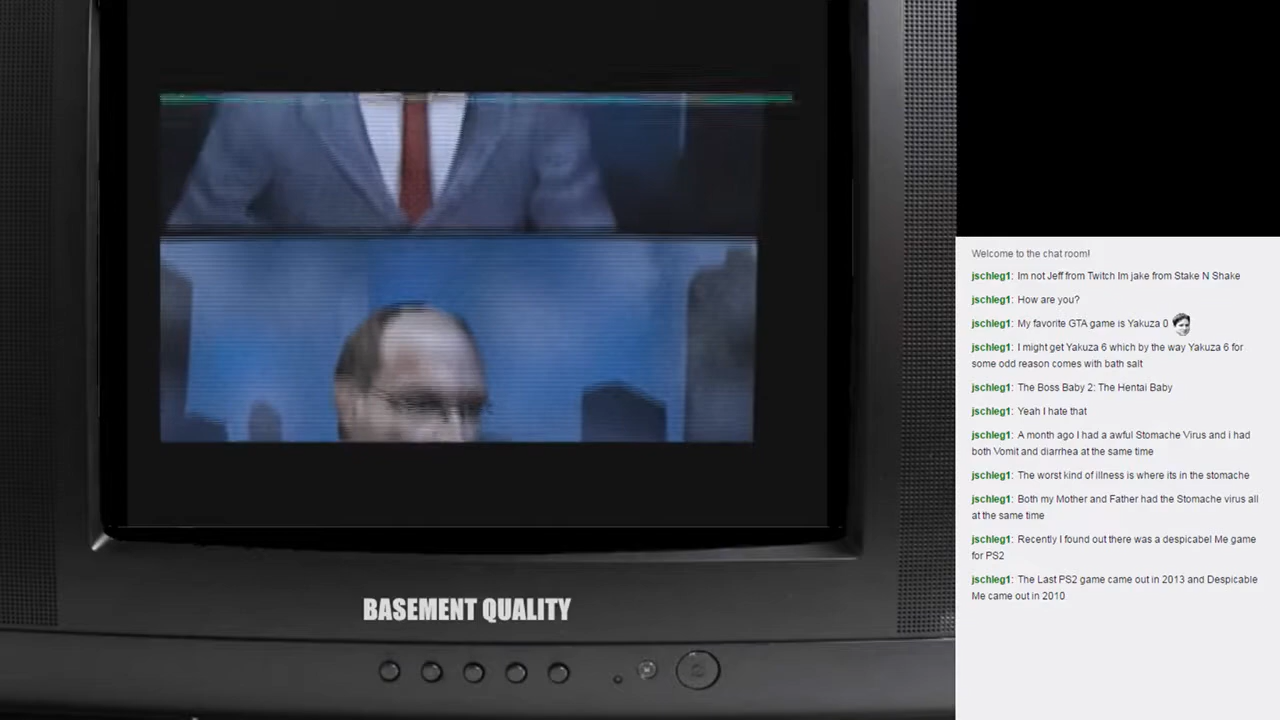 Welcome to the chat room!
jschleg1: Im not Jeff from Twitch Im jake from Stake N Shake
jschleg1: How are you?
jschleg1: My favorite GTA game is Yakuza 0
jschleg1: I might get Yakuza 6 which by the way Yakuza 6 for
some odd reason comes with bath salt
jschleg1: The Boss Baby 2: The Hentai Baby
jschleg1: Yeah I hate that
jschleg1: A month ago I had a awful Stomache Virus and i had
both Vomit and diarrhea at the same time
jschleg1: The worst kind of illness is where its in the stomache
jschleg1: Both my Mother and Father had the Stomache virus all
at the same time
jschleg1: Recently I found out there was a despicabel Me game
for PS2
jschleg1: The Last PS2 game came out in 2013 and Despicable
Me came out in 2010
BASEMENT QUALITY